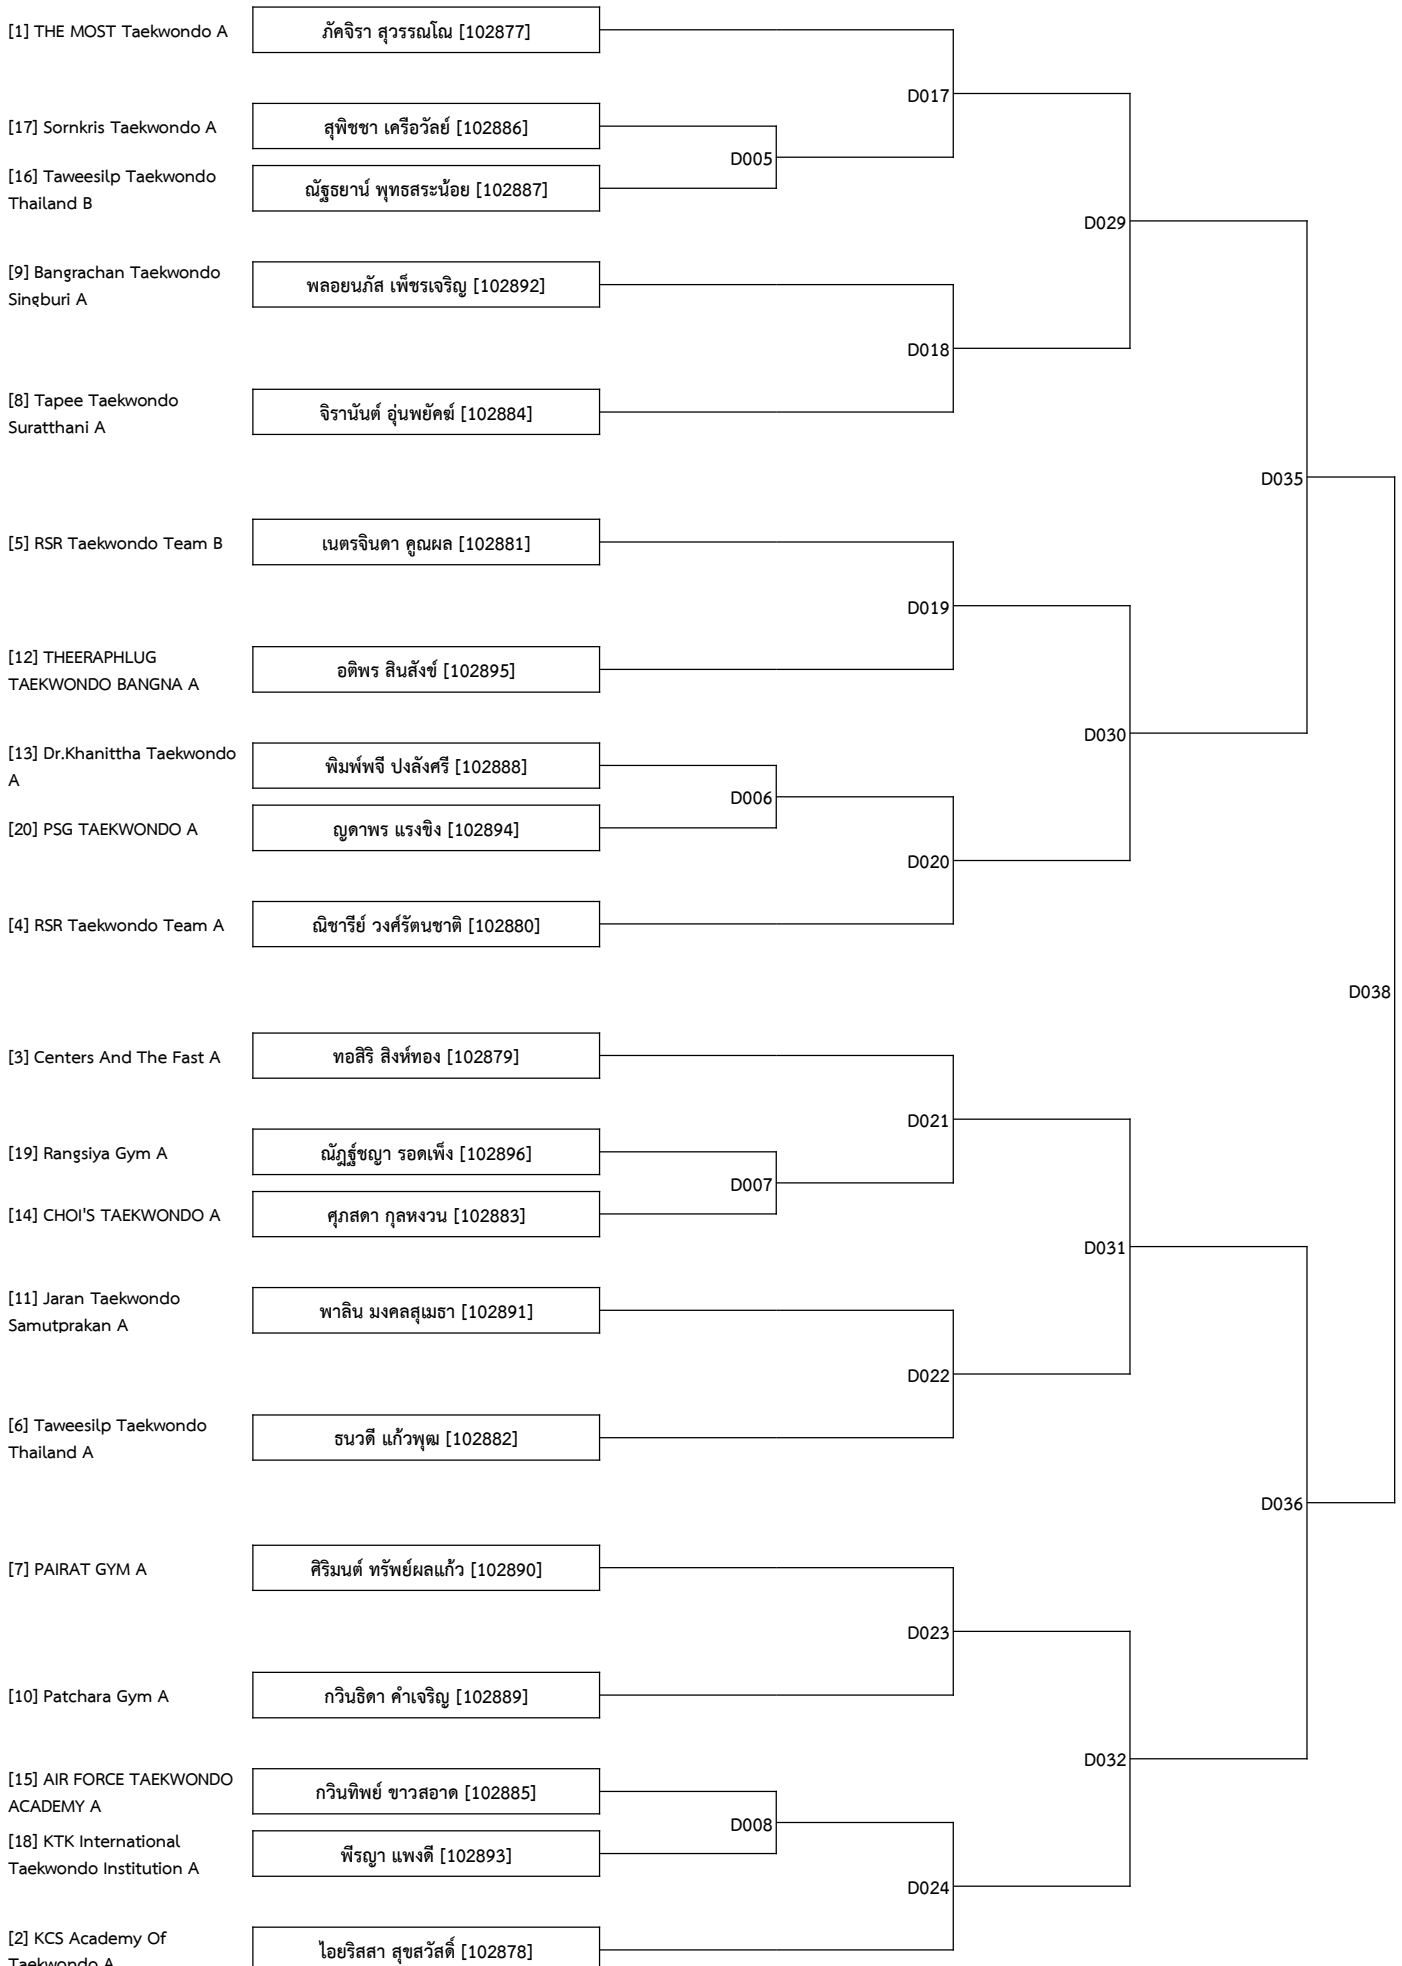 [1] THE MOST Taekwondo A
ภัคจิรา สุวรรณโณ [102877]
D017
[17] Sornkris Taekwondo A
สุพิชชา เครือวัลย์ [102886]
D005
[16] Taweesilp Taekwondo
Thailand B
ณัฐธยาน์ พุทธสระน้อย [102887]
D029
[9] Bangrachan Taekwondo
Singburi A
พลอยนภัส เพ็ชรเจริญ [102892]
D018
[8] Tapee Taekwondo
Suratthani A
จิรานันต์ อุ่นพยัคฆ์ [102884]
D035
[5] RSR Taekwondo Team B
เนตรจินดา คูณผล [102881]
D019
[12] THEERAPHLUG
TAEKWONDO BANGNA A
อติพร สินสังข์ [102895]
D030
[13] Dr.Khanittha Taekwondo
A
พิมพ์พจี ปงลังศรี [102888]
D006
[20] PSG TAEKWONDO A
ญดาพร แรงขิง [102894]
D020
[4] RSR Taekwondo Team A
ณิชารีย์ วงศ์รัตนชาติ [102880]
D038
[3] Centers And The Fast A
ทอสิริ สิงห์ทอง [102879]
D021
[19] Rangsiya Gym A
ณัฏฐ์ชญา รอดเพ็ง [102896]
D007
[14] CHOI'S TAEKWONDO A
ศุภสดา กุลหงวน [102883]
D031
[11] Jaran Taekwondo
Samutprakan A
พาลิน มงคลสุเมธา [102891]
D022
[6] Taweesilp Taekwondo
Thailand A
ธนวดี แก้วพุฒ [102882]
D036
[7] PAIRAT GYM A
ศิริมนต์ ทรัพย์ผลแก้ว [102890]
D023
[10] Patchara Gym A
กวินธิดา คำเจริญ [102889]
D032
[15] AIR FORCE TAEKWONDO
ACADEMY A
กวินทิพย์ ขาวสอาด [102885]
D008
[18] KTK International
Taekwondo Institution A
พีรญา แพงดี [102893]
D024
[2] KCS Academy Of
Taekwondo A
ไอยริสสา สุขสวัสดิ์ [102878]